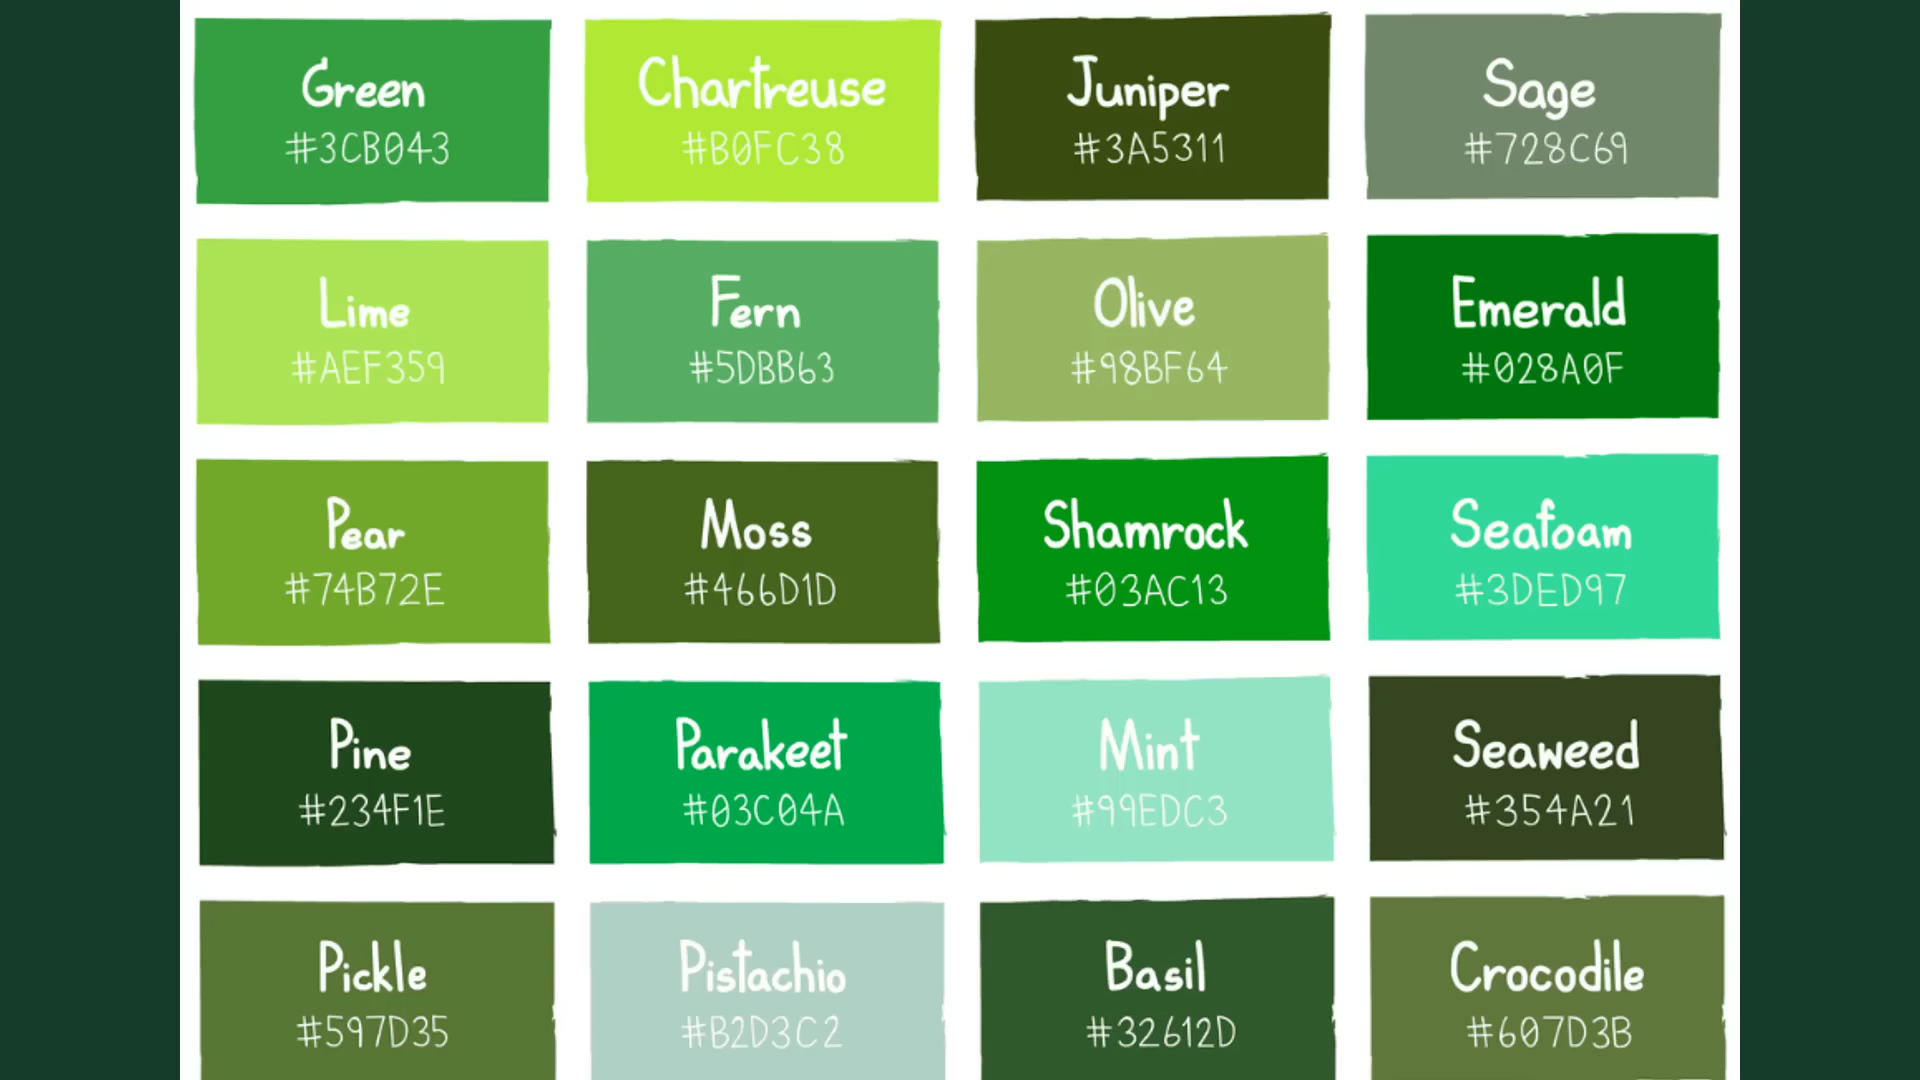 Green
#3CB043
Chartreuse
#B0FC38
Juniper
#3A5311
Sage
#728C69
Lime
#AEF359
Fern
#5DBB63
Olive
#98BF64
Emerald
#028A0F
Pear
#74B72E
Moss
#466D1D
Shamrock
#03AC13
Seafoam
#3DED97
Pine
#234F1E
Parakeet
#03C04A
Mint
#99EDC3
Seaweed
#354A21
Pickle
#597D35
Pistachio
#B2D3C2
Basil
#32612D
Crocodile
#607D3B